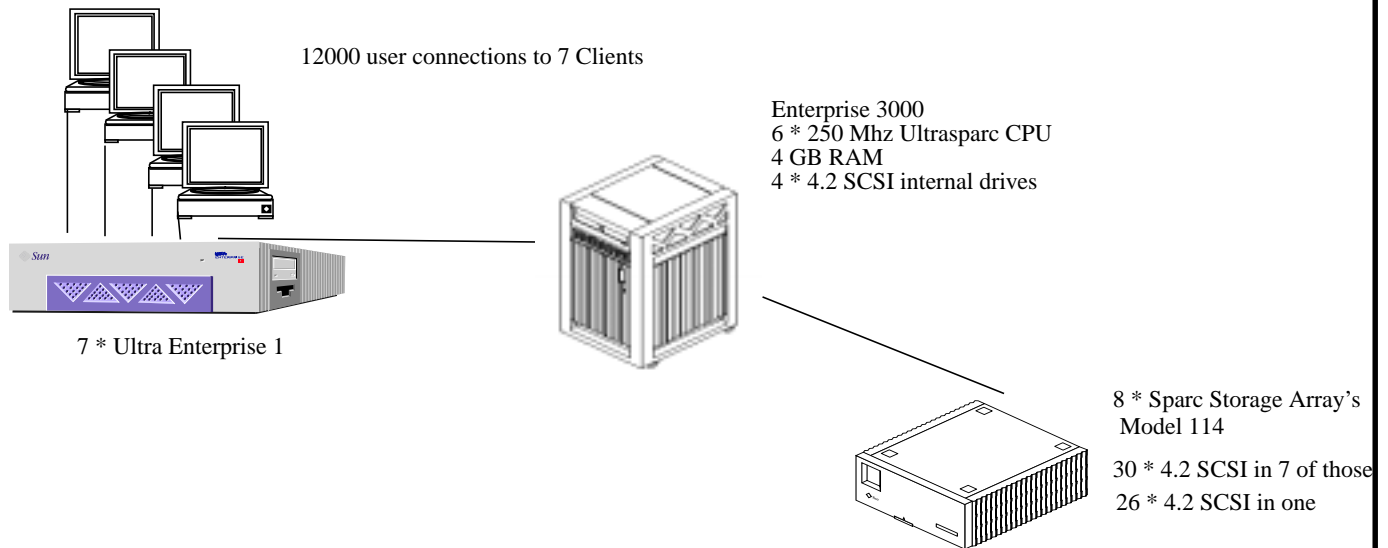 12000 user connections to 7 Clients
Enterprise 3000
6 * 250 Mhz Ultrasparc CPU
4 GB RAM
4 * 4.2 SCSI internal drives
Sun
7 * Ultra Enterprise 1
8 * Sparc Storage Array's
Model 114
30 * 4.2 SCSI in 7 of those
26 * 4.2 SCSI in one